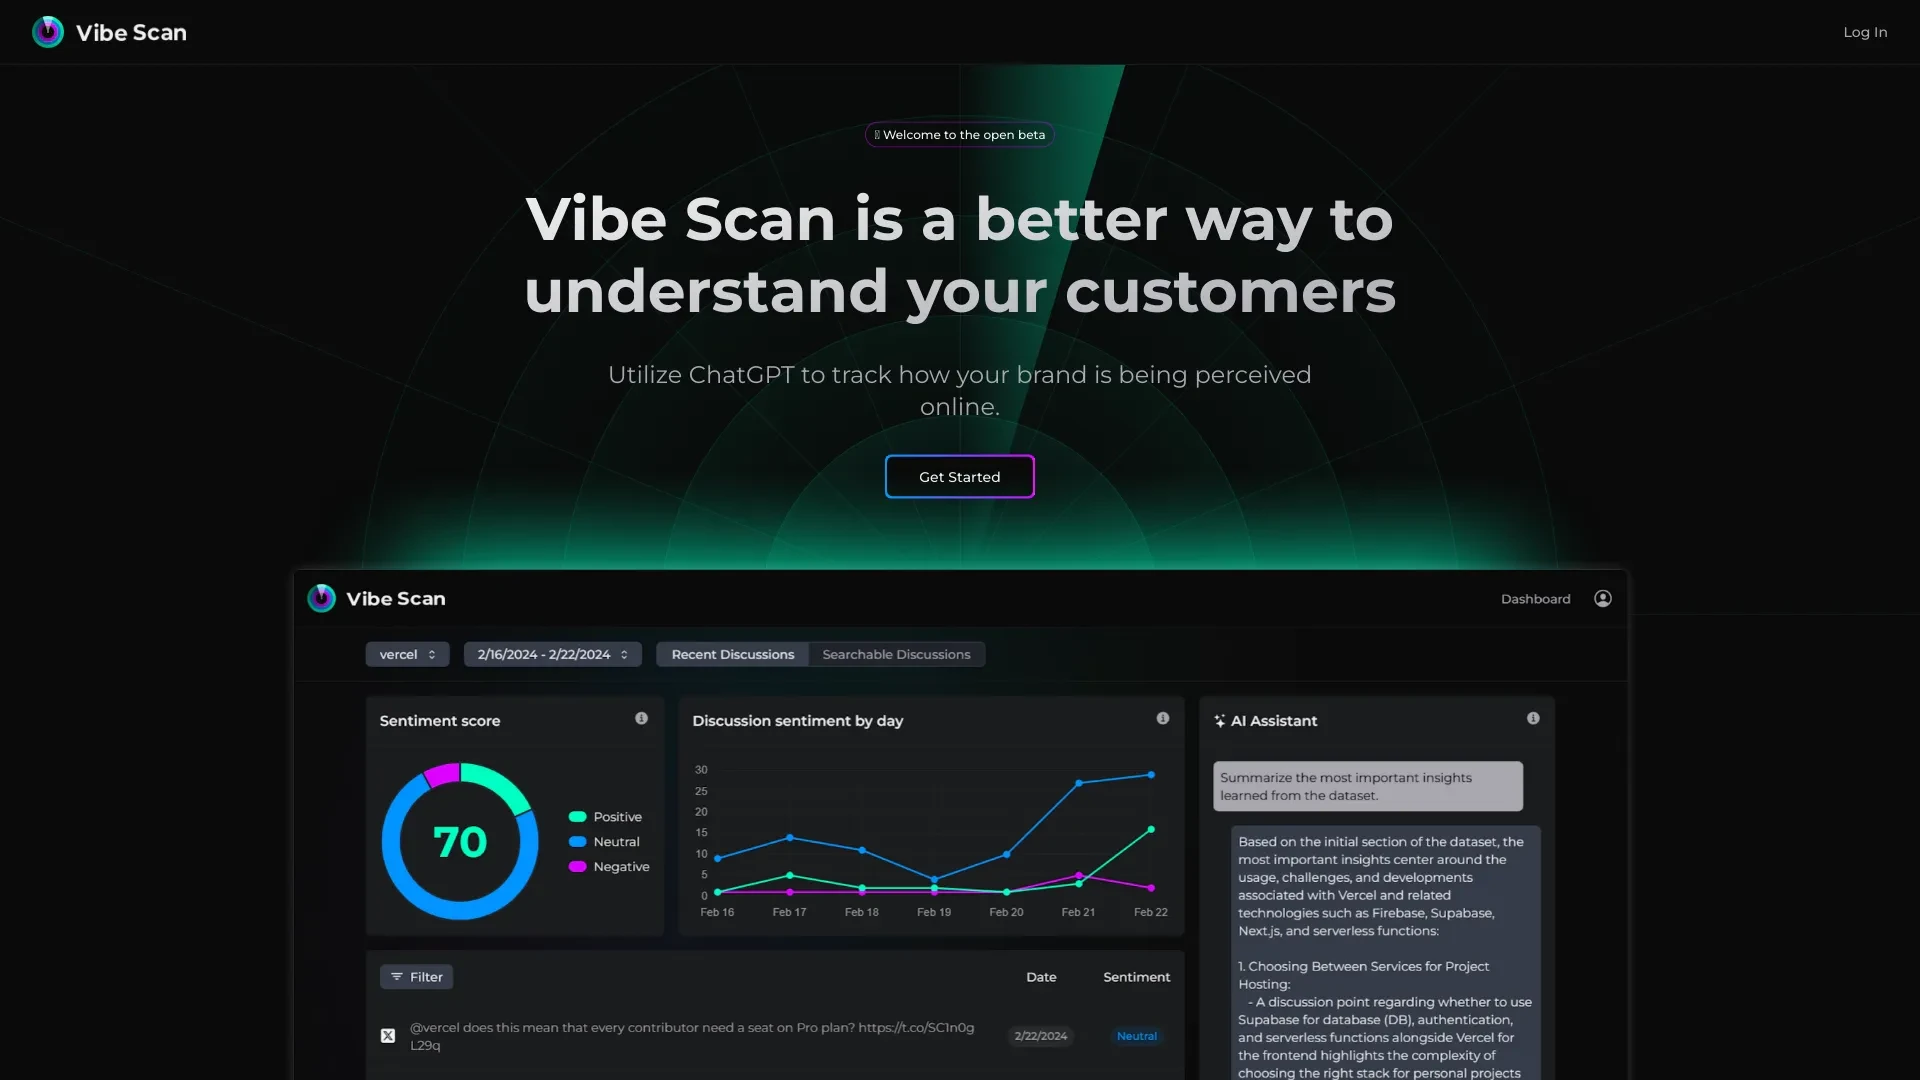 Vibe Scan
Log In
Welcome to the open beta
Vibe Scan is a better way to
understand your customers
Utilize ChatGPT to track how your brand is being perceived
online.
Get Started
Vibe Scan
Dashboard
vercel
2/16/2024 - 2/22/2024
Recent Discussions
Searchable Discussions
Sentiment score
70
Positive
Neutral
Negative
Discussion sentiment by day
30
25
20
15
10
5
0
Feb 16
Feb 17
Feb 18
Feb 19
Feb 20
Feb 21
Feb 22
AI Assistant
Summarize the most important insights
learned from the dataset.
Based on the initial section of the dataset, the
most important insights center around the
usage, challenges, and developments
associated with Vercel and related
technologies such as Firebase, Supabase,
Next.js, and serverless functions:
1. Choosing Between Services for Project
Hosting:
- A discussion point regarding whether to use
Supabase for database (DB), authentication,
and serverless functions alongside Vercel for
the frontend highlights the complexity of
choosing the right stack for personal projects
Filter
Date
Sentiment
@vercel does this mean that every contributor need a seat on Pro plan? https://t.co/SC1n0g
L29q
2/22/2024
Neutral